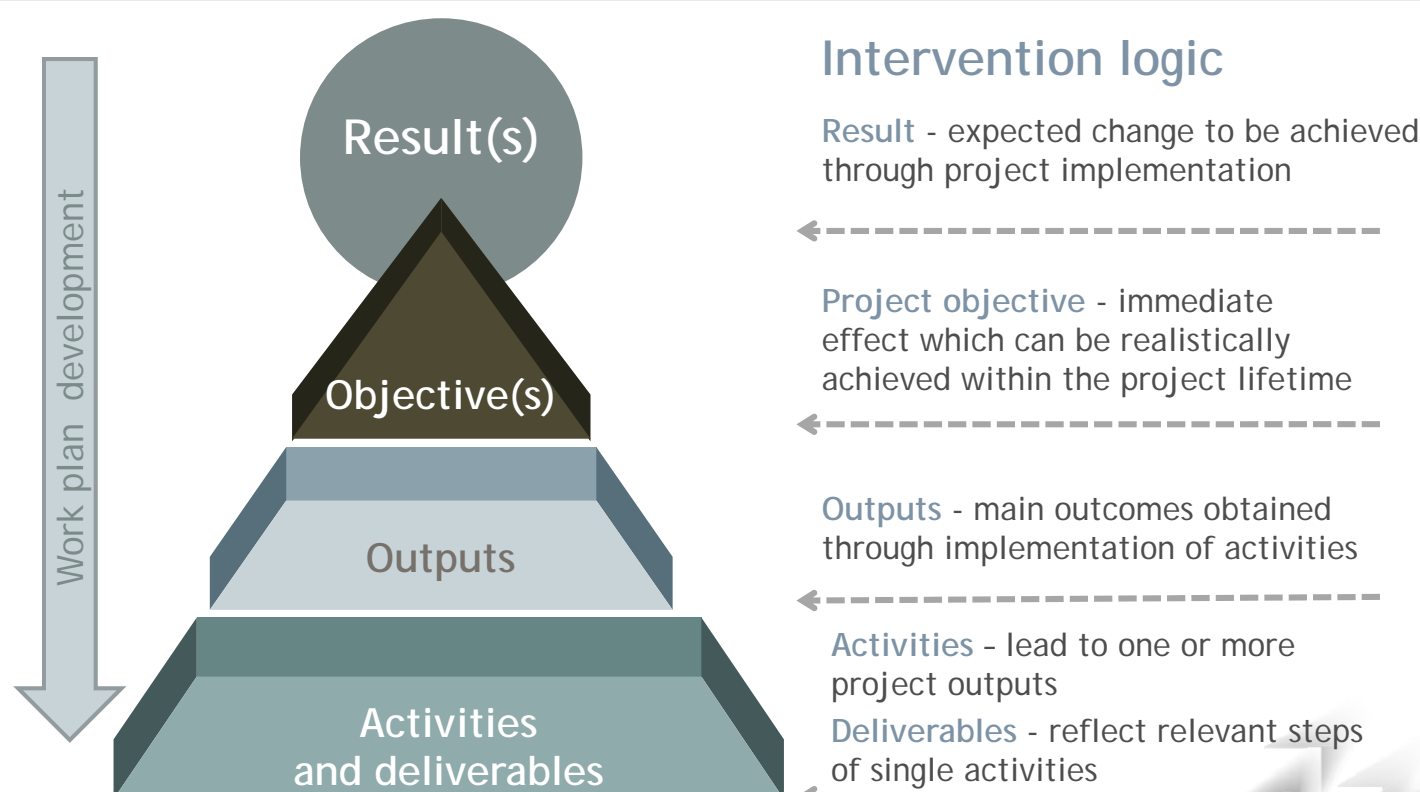 Work plan development
Result(s)
Objective(s)
Outputs
Activities
and deliverables
Intervention logic
Result - expected change to be achieved
through project implementation
Project objective - immediate
effect which can be realistically
achieved within the project lifetime
Outputs - main outcomes obtained
through implementation of activities
Activities – lead to one or more
project outputs
Deliverables - reflect relevant steps
of single activities